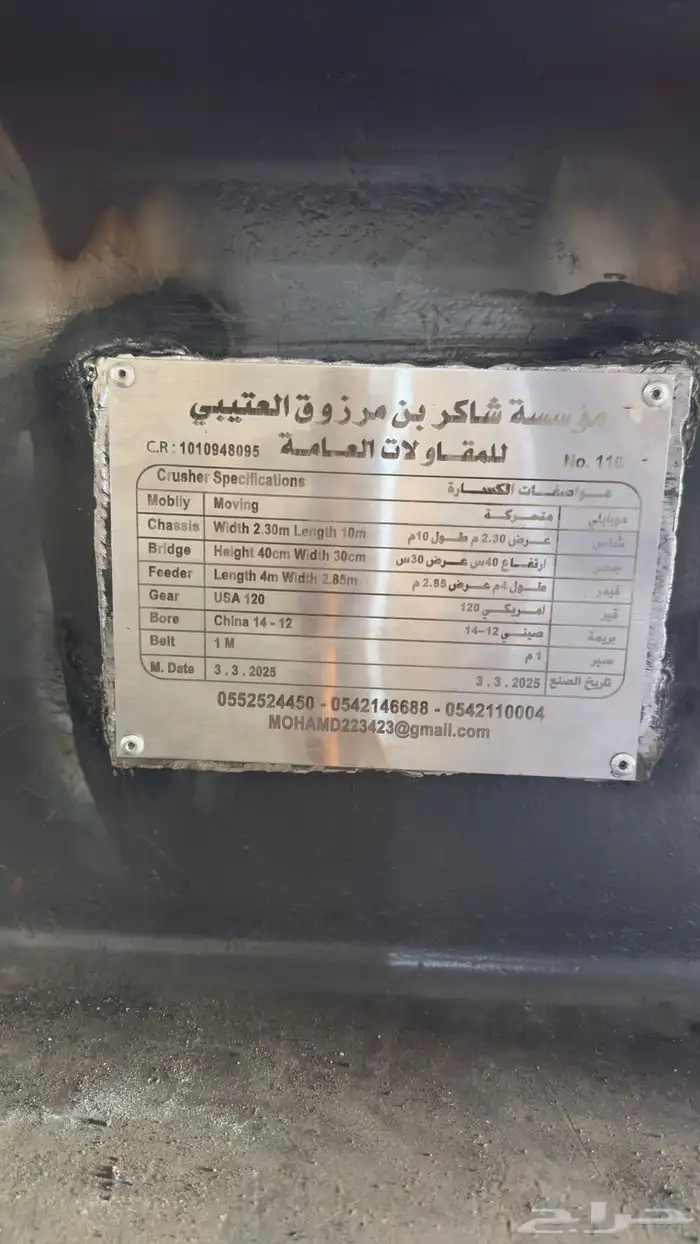 مؤسسة شاكر بن مرزوق العتيبي
للمقاولات العامة
C.R : 1010948095
No. 115
Crusher Specifications مواصفات الكسارة
Moblly Moving متحركة موبايلي
Chassis Width 2.30m Length 10m عرض 2.30 م طول 10م شاص
Bridge Height 40cm Width 30cm ارتفاع 40س عرض 30س جسر
Feeder Length 4m Width 2.85m طول 4م عرض 2.85 م فيدر
Gear USA 120 امريكي 120 قير
Bore China 14 - 12 صيني 12-14 بريمة
Belt 1 M 1 م سير
M. Date 3 . 3 . 2025 3 . 3 . 2025 تاريخ الصنع
0552524450 - 0542146688 - 0542110004
MOHAMD223423@gmail.com
حراج